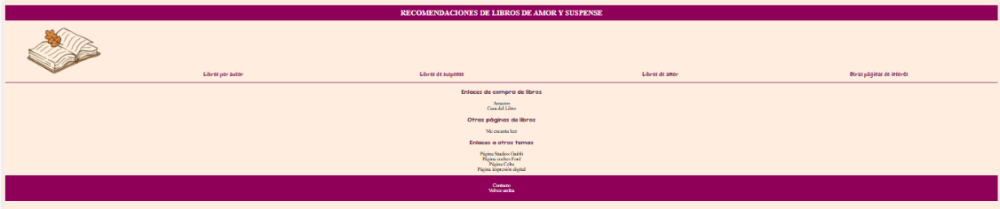 RECOMENDACIONES DE LIBROS DE AMOR Y SUSPENSE
Libros por autor
Libros de suspense
Libros de amor
Otras páginas de interés
Enlaces de compra de libros
Amazon
Casa del Libro
Otras páginas de libros
Me encanta leer
Enlaces a otros temas
Página Studios Guibli
Página coches Ford
Página Celta
Página impresión digital
Contacto
Volver arriba